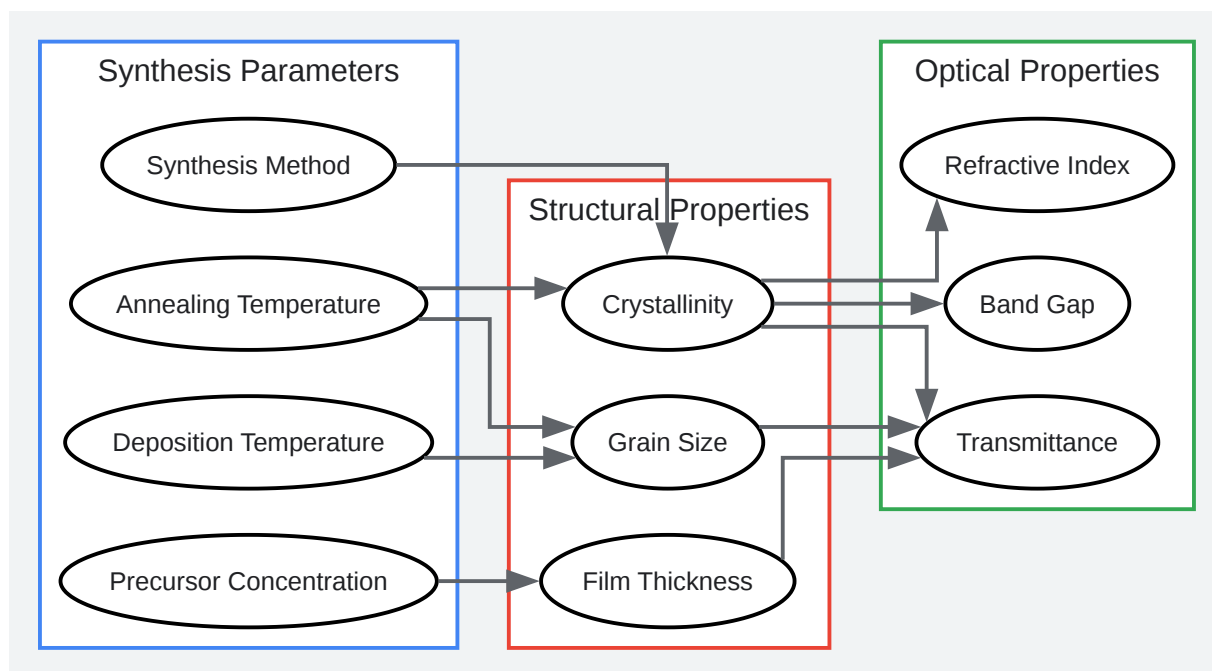 Synthesis Parameters
Synthesis Method
Annealing Temperature
Deposition Temperature
Precursor Concentration
Structural Properties
Crystallinity
Grain Size
Film Thickness
Optical Properties
Refractive Index
Band Gap
Transmittance